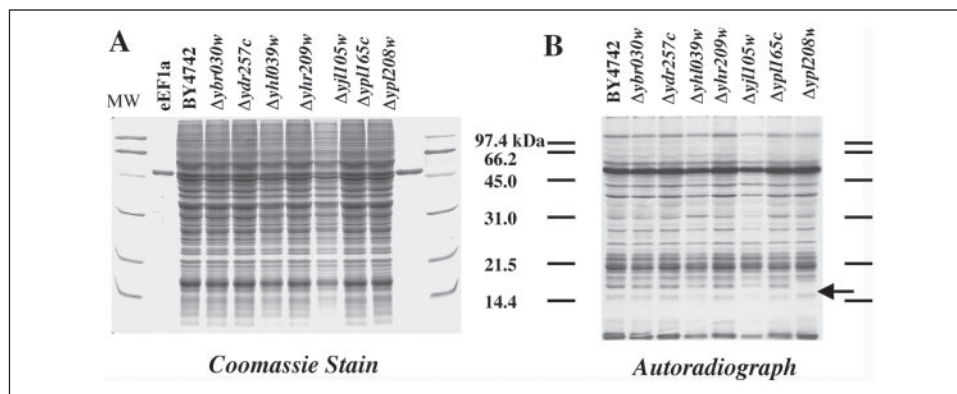 A
MW
eEF1a
BY4742
Δybr030w
Δydr257c
Δyhl039w
Δyhr209w
Δyjl105w
Δypl165c
Δypl208w
Coomassie Stain
97.4 kDa
66.2
45.0
31.0
21.5
14.4
B
BY4742
Δybr030w
Δydr257c
Δyhl039w
Δyhr209w
Δyjl105w
Δypl165c
Δypl208w
Autoradiograph